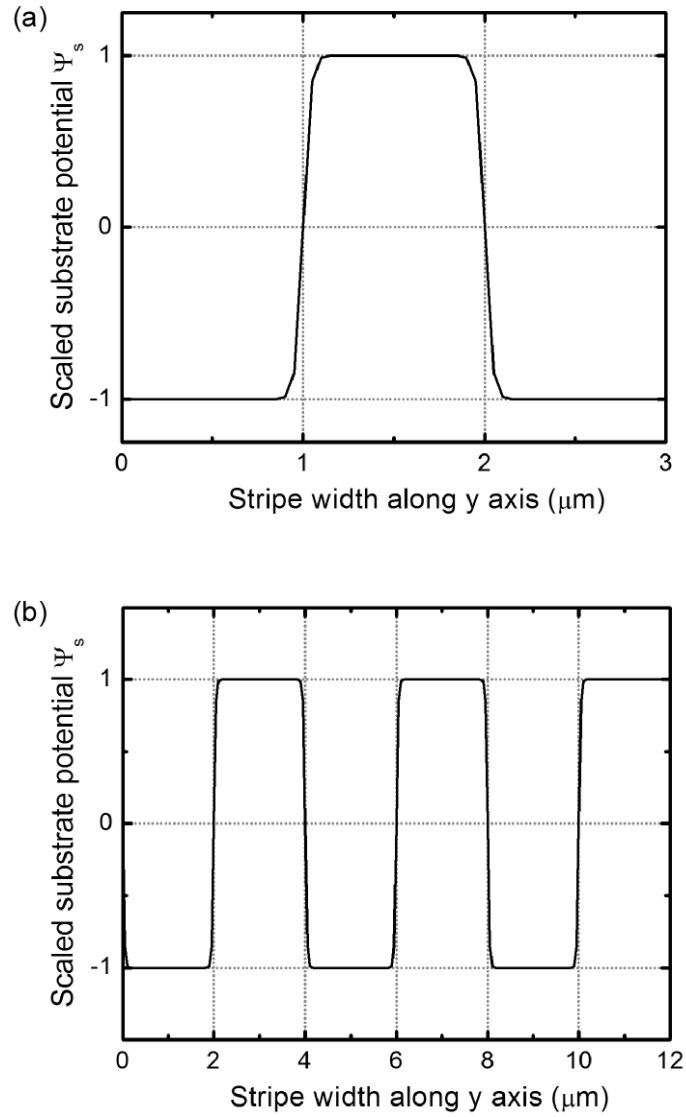 (a)
Scaled substrate potential Ψs
1
0
-1
0 1 2 3
Stripe width along y axis (μm)
(b)
Scaled substrate potential Ψs
1
0
-1
0 2 4 6 8 10 12
Stripe width along y axis (μm)